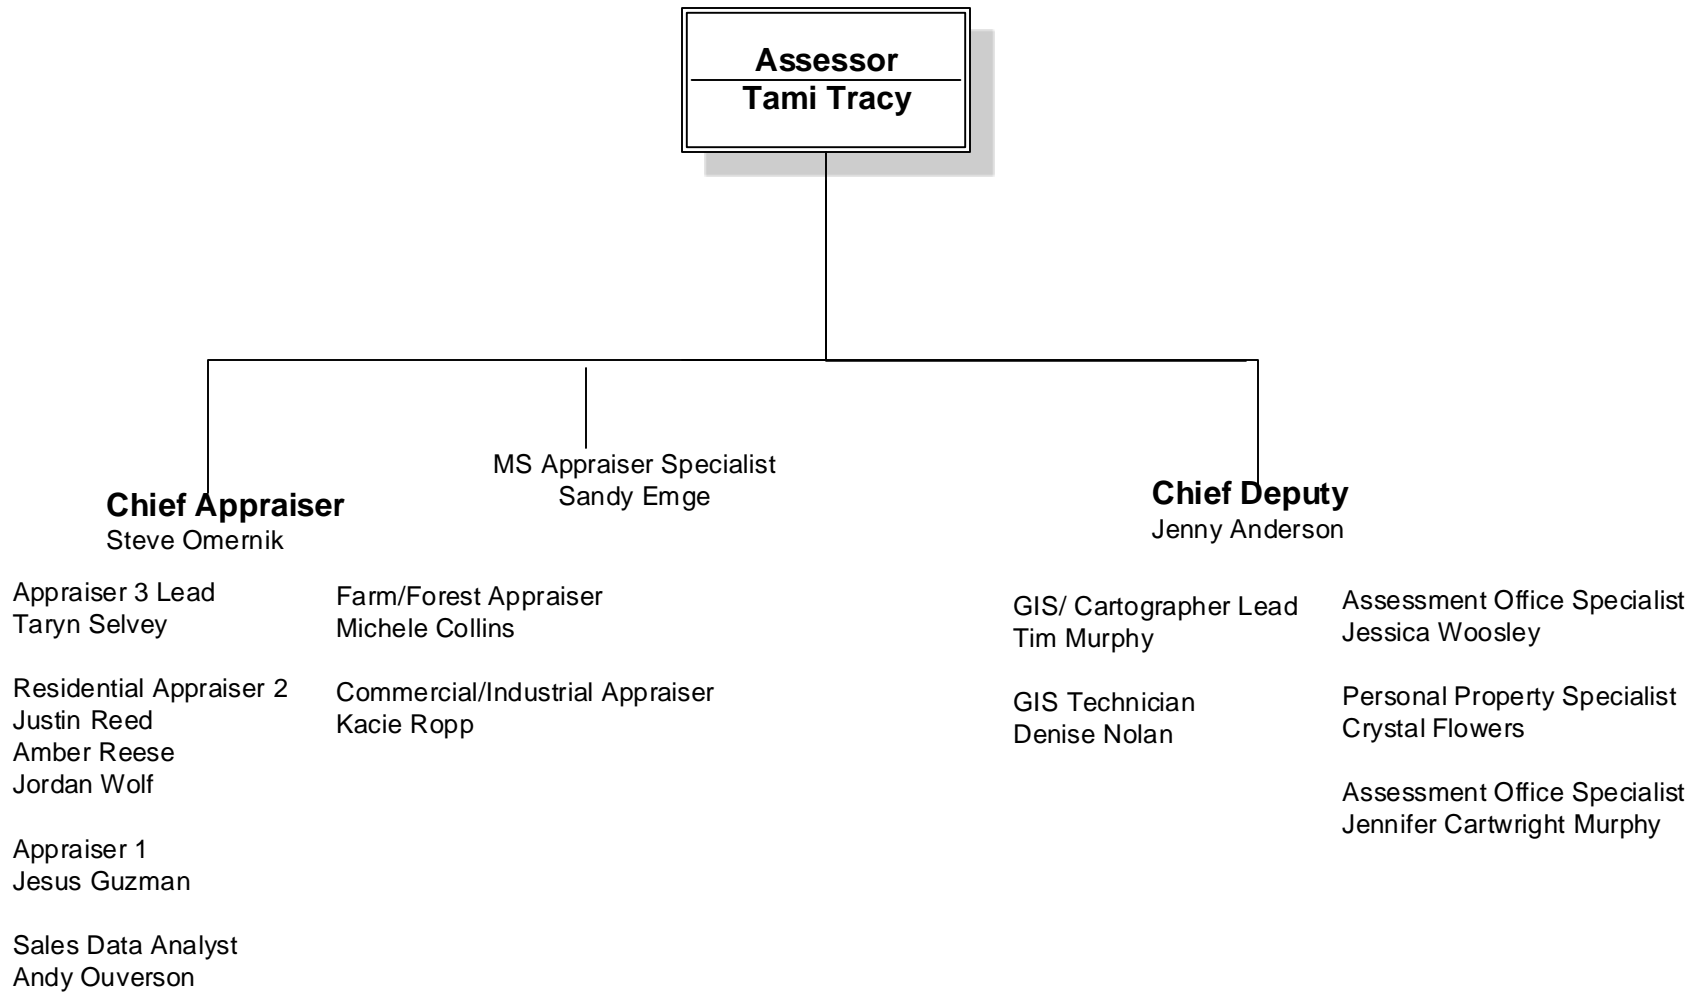 Assessor
Tami Tracy
MS Appraiser Specialist
Sandy Emge
Chief Appraiser
Steve Omernik
Appraiser 3 Lead
Taryn Selvey
Residential Appraiser 2
Justin Reed
Amber Reese
Jordan Wolf
Appraiser 1
Jesus Guzman
Sales Data Analyst
Andy Ouverson
Farm/Forest Appraiser
Michele Collins
Commercial/Industrial Appraiser
Kacie Ropp
Chief Deputy
Jenny Anderson
GIS/ Cartographer Lead
Tim Murphy
GIS Technician
Denise Nolan
Assessment Office Specialist
Jessica Woosley
Personal Property Specialist
Crystal Flowers
Assessment Office Specialist
Jennifer Cartwright Murphy